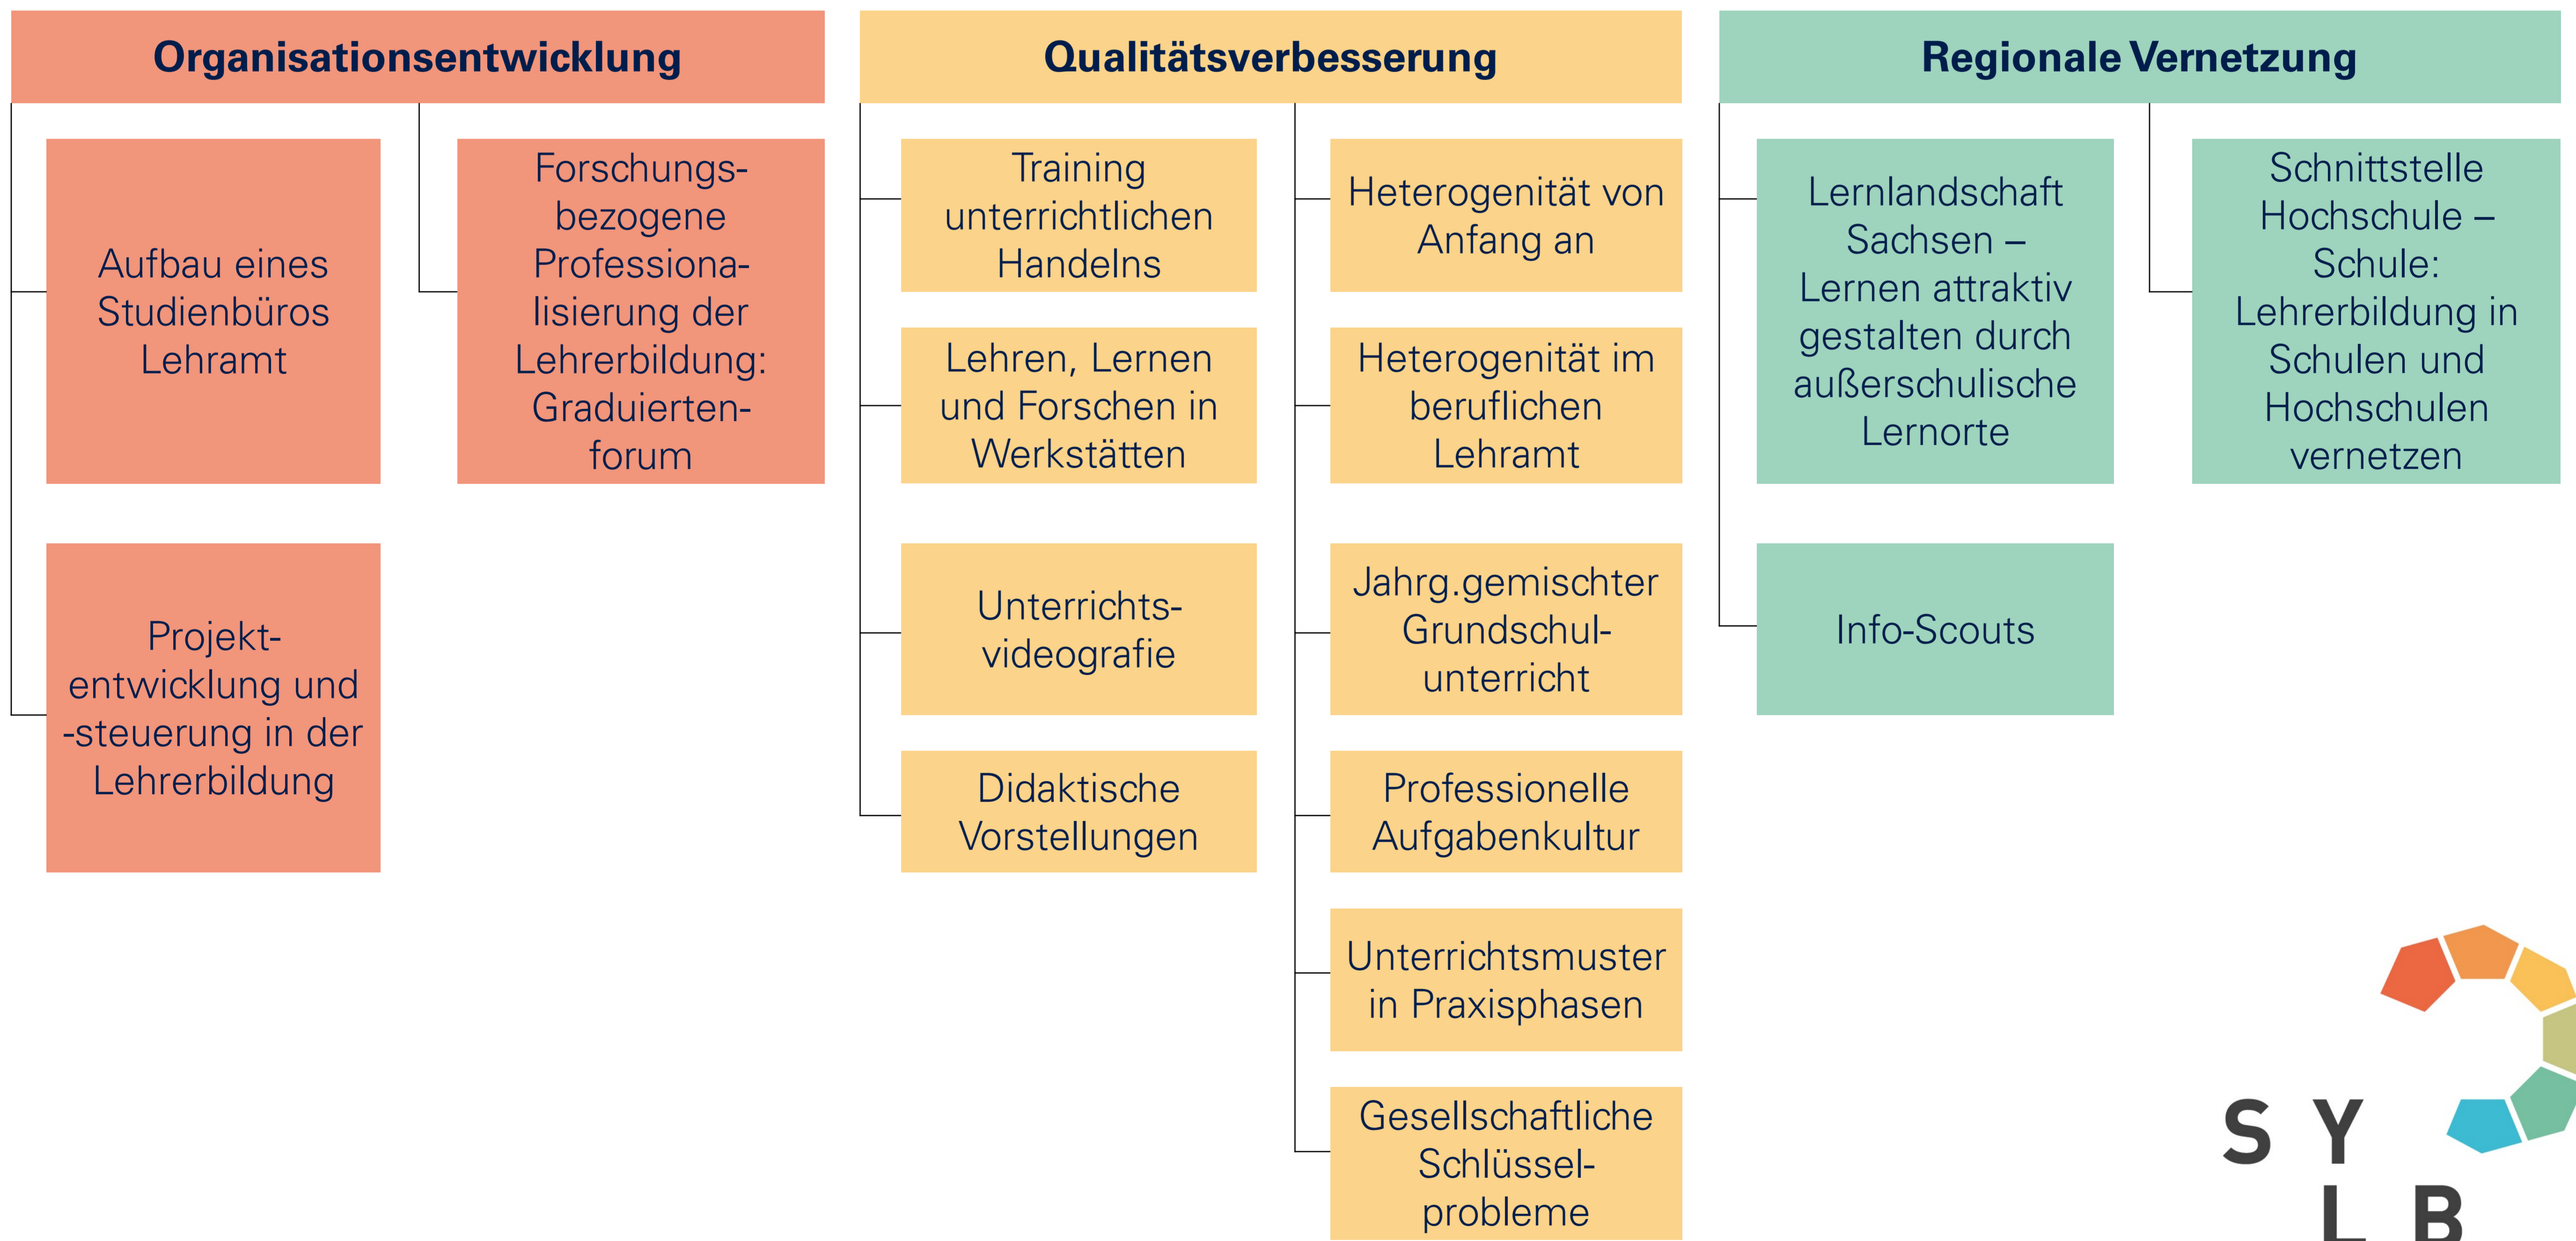 Organisationsentwicklung
Aufbau eines
Studienbüros
Lehramt
Projekt-
entwicklung und
-steuerung in der
Lehrerbildung
Forschungs-
bezogene
Professiona-
lisierung der
Lehrerbildung:
Graduierten-
forum
Qualitätsverbesserung
Training
unterrichtlichen
Handelns
Lehren, Lernen
und Forschen in
Werkstätten
Unterrichts-
videografie
Didaktische
Vorstellungen
Heterogenität von
Anfang an
Heterogenität im
beruflichen
Lehramt
Jahrg.gemischter
Grundschul-
unterricht
Professionelle
Aufgabenkultur
Unterrichtsmuster
in Praxisphasen
Gesellschaftliche
Schlüssel-
probleme
Regionale Vernetzung
Lernlandschaft
Sachsen –
Lernen attraktiv
gestalten durch
außerschulische
Lernorte
Info-Scouts
Schnittstelle
Hochschule –
Schule:
Lehrerbildung in
Schulen und
Hochschulen
vernetzen
S Y
L B